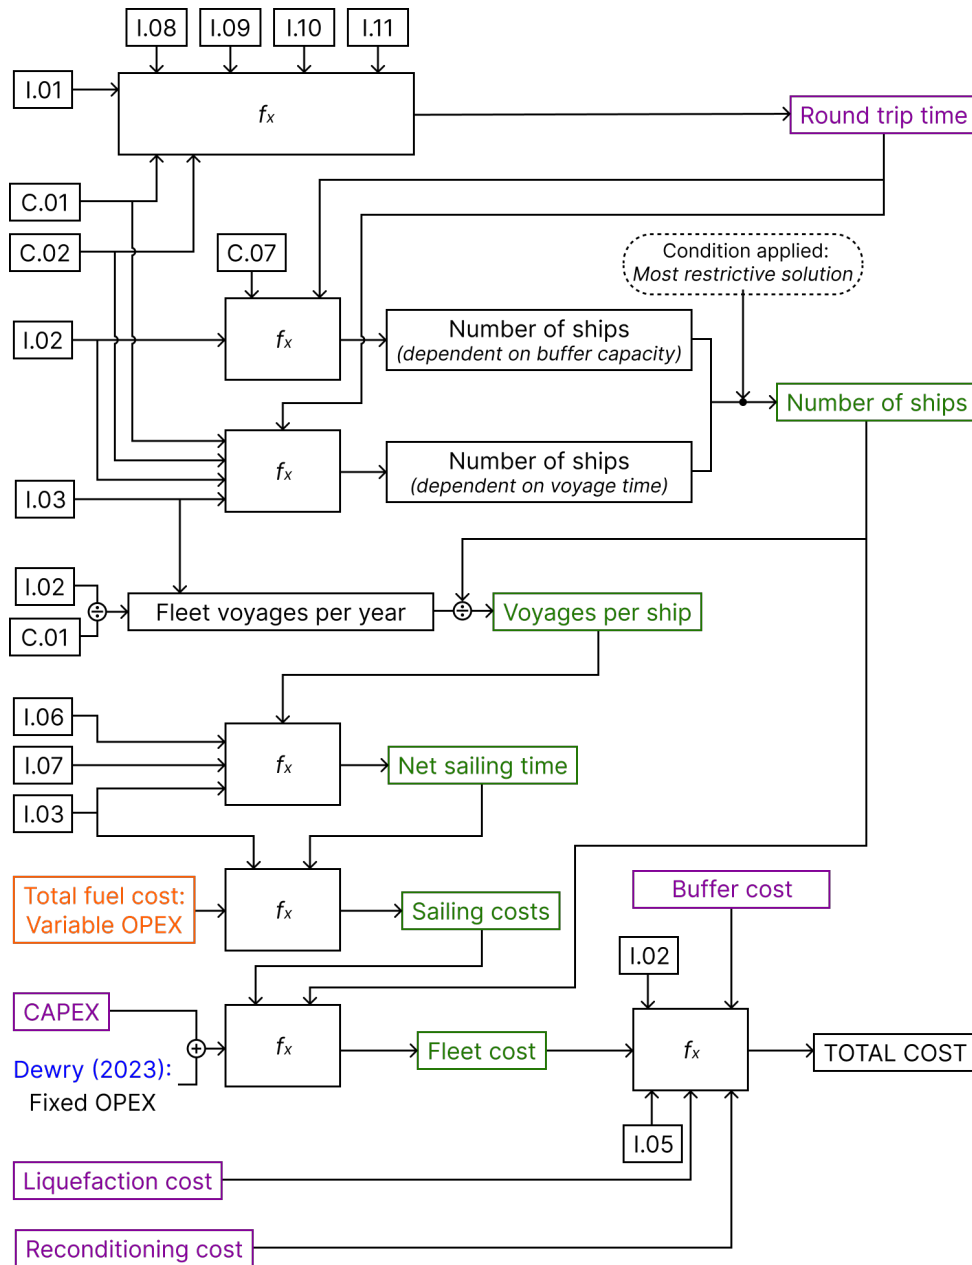 I.08
I.09
I.10
I.11
I.01
fx
Round trip time
C.01
C.02
C.07
Condition applied:
Most restrictive solution
I.02
fx
Number of ships
(dependent on buffer capacity)
Number of ships
fx
Number of ships
(dependent on voyage time)
I.03
I.02
÷
C.01
Fleet voyages per year
÷
Voyages per ship
I.06
I.07
I.03
fx
Net sailing time
Total fuel cost:
Variable OPEX
fx
Sailing costs
Buffer cost
I.02
CAPEX
+
Dewry (2023):
Fixed OPEX
fx
Fleet cost
fx
TOTAL COST
I.05
Liquefaction cost
Reconditioning cost